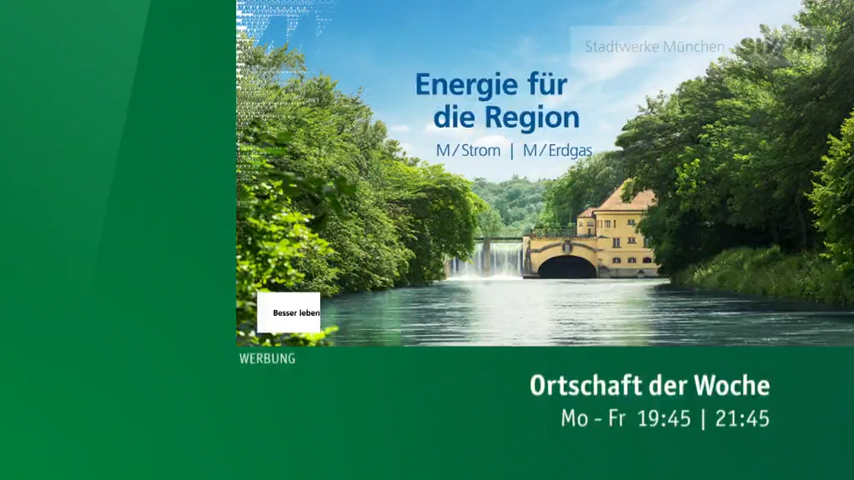 Stadtwerke München SWM
Energie für
die Region
M/Strom | M/Erdgas
Besser leben
WERBUNG
Ortschaft der Woche
Mo - Fr 19:45 | 21:45